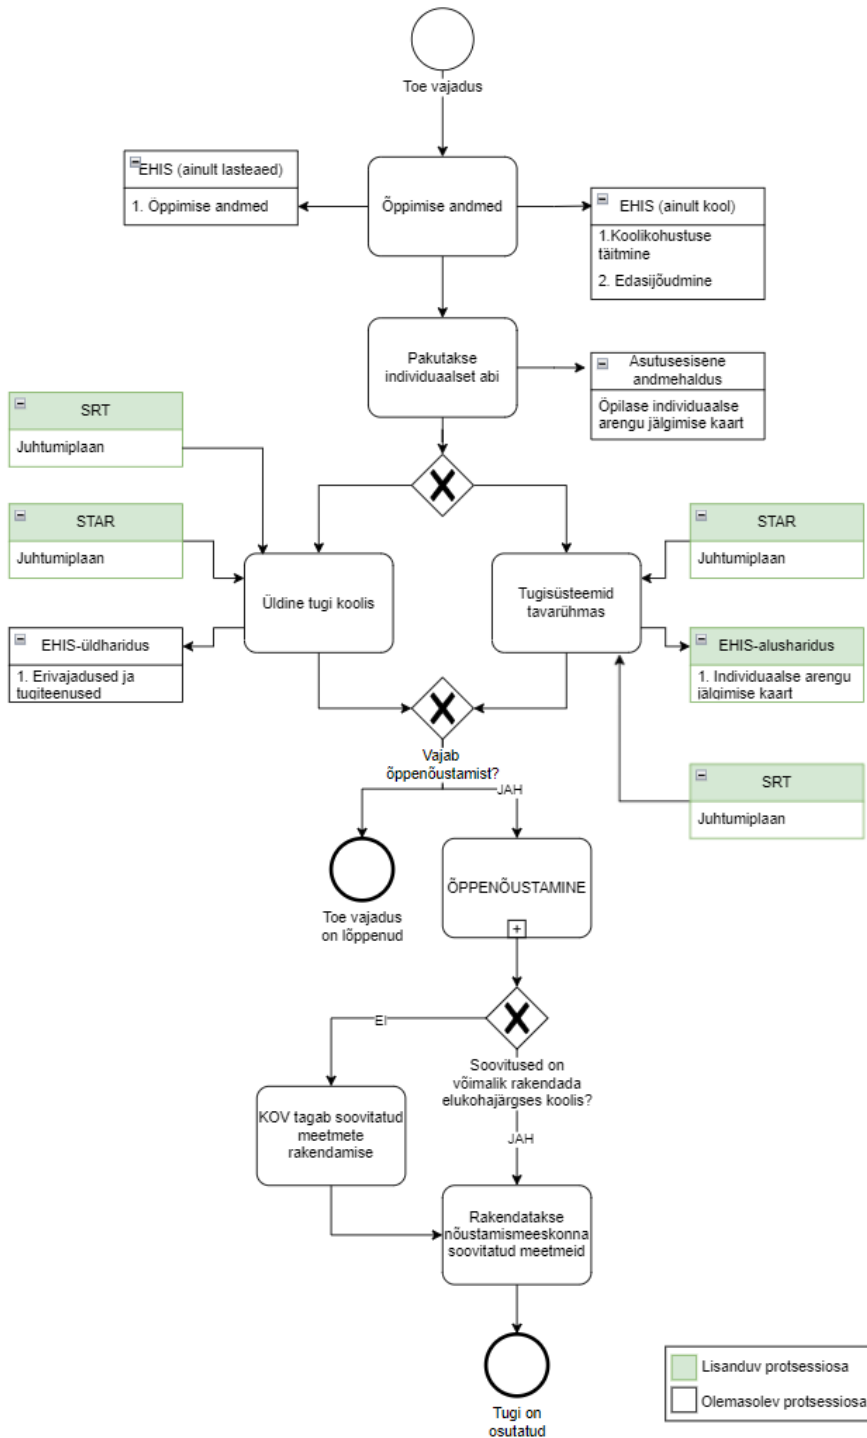 Toe vajadus
EHIS (ainult lasteaed)
1. Õppimise andmed
Õppimise andmed
EHIS (ainult kool)
1.Koolikohustuse
täitmine
2. Edasijõudmine
Pakutakse
individuaalset abi
Asutusesisene
andmehaldus
Õpilase individuaalse
arengu jälgimise kaart
SRT
Juhtumiplaan
STAR
Juhtumiplaan
STAR
Juhtumiplaan
Üldine tugi koolis
Tugisüsteemid
tavarühmas
EHIS-üldharidus
1. Erivajadused ja
tugiteenused
EHIS-alusharidus
1. Individuaalse arengu
jälgimise kaart
Vajab
õppenõustamist?
JAH
SRT
Juhtumiplaan
Toe vajadus
on lõppenud
ÕPPENÕUSTAMINE
EI
Soovitused on
võimalik rakendada
elukohajärgses koolis?
KOV tagab soovitatud
meetmete
rakendamise
JAH
Rakendatakse
nõustamismeeskonna
soovitatud meetmeid
Tugi on
osutatud
Lisanduv protsessiosa
Olemasolev protsessiosa